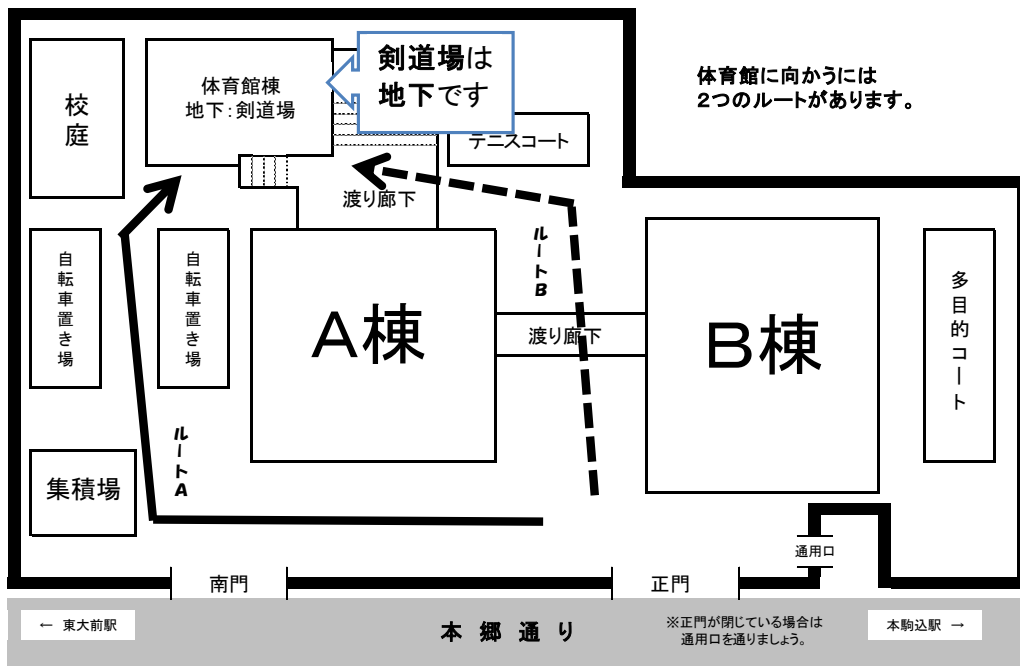 校庭
体育館棟
地下：剣道場
剣道場は
地下です
体育館に向かうには
２つのルートがあります。
テニスコート
渡り廊下
自転車置き場
自転車置き場
ルートB
A棟
渡り廊下
B棟
多目的コート
ルートA
集積場
通用口
南門
正門
← 東大前駅
本 郷 通 り
※正門が閉じている場合は
通用口を通りましょう。
本駒込駅 →